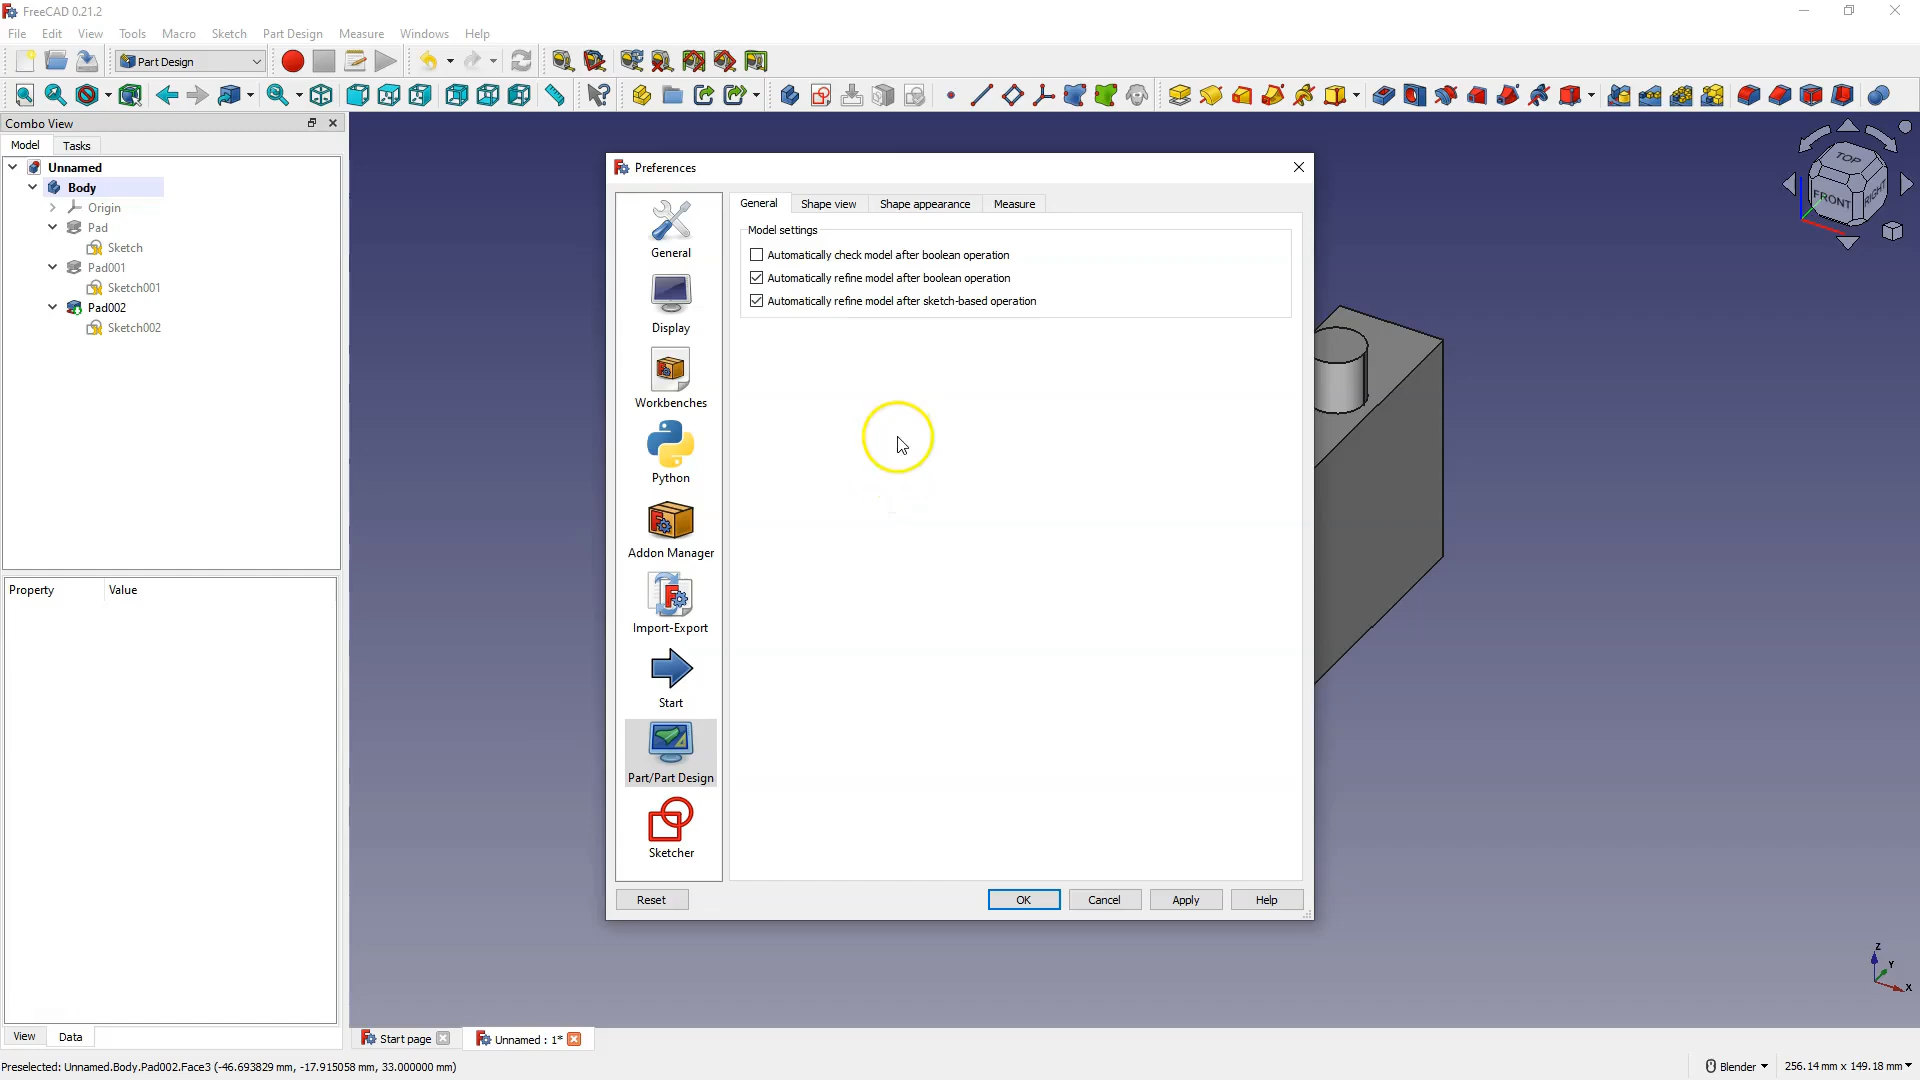 FreeCAD 0.21.2
File Edit View Tools Macro Sketch Part Design Measure Windows Help
Part Design
Combo View
Model Tasks
Unnamed
Body
Origin
Pad
Sketch
Pad001
Sketch001
Pad002
Sketch002
Property Value
View Data
Preferences
General
Display
Workbenches
Python
Addon Manager
Import-Export
Start
Part/Part Design
Sketcher
General Shape view Shape appearance Measure
Model settings
Automatically check model after boolean operation
Automatically refine model after boolean operation
Automatically refine model after sketch-based operation
Reset OK Cancel Apply Help
TOP
FRONT
RIGHT
Z
Y
X
Start page Unnamed : 1*
Preselected: Unnamed.Body.Pad002.Face3 (-46.693829 mm, -17.915058 mm, 33.000000 mm)
Blender 256.14 mm x 149.18 mm